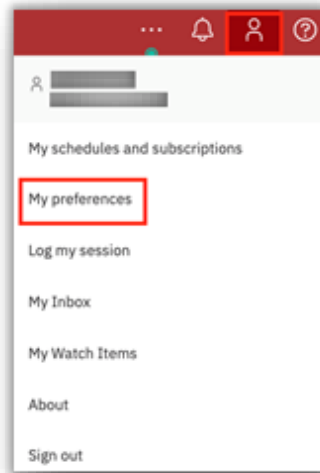 My schedules and subscriptions
My preferences
Log my session
My Inbox
My Watch Items
About
Sign out